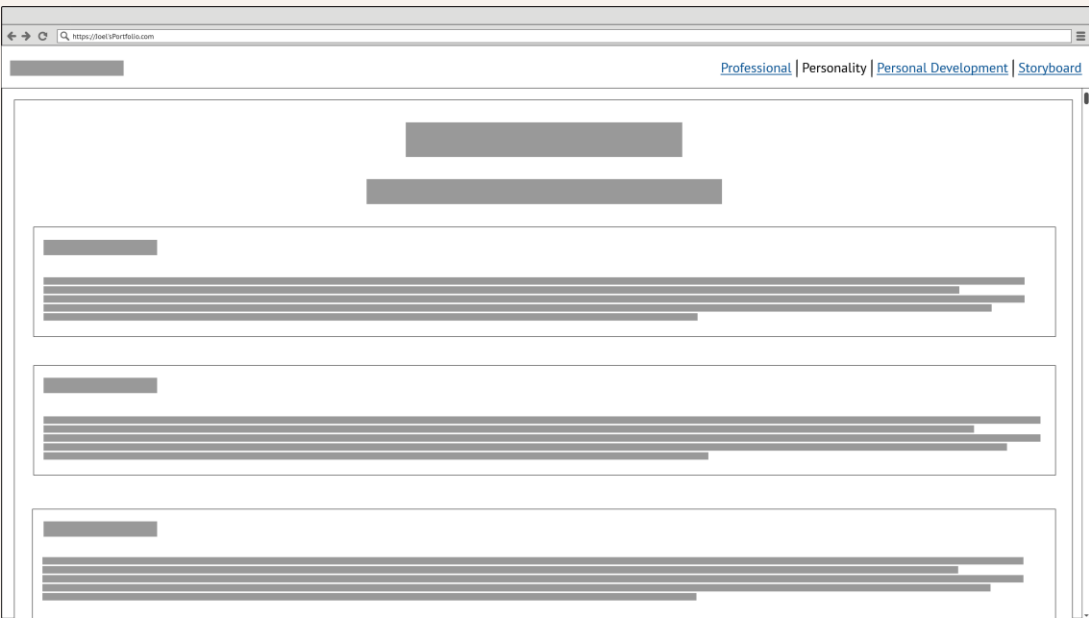 https://Joel'sPortfolio.com
Professional | Personality | Personal Development | Storyboard